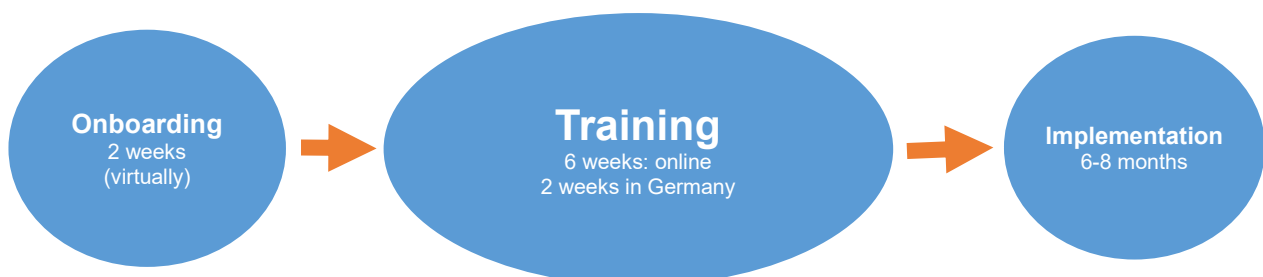 Onboarding
2 weeks
(virtually)
Training
6 weeks: online
2 weeks in Germany
Implementation
6-8 months